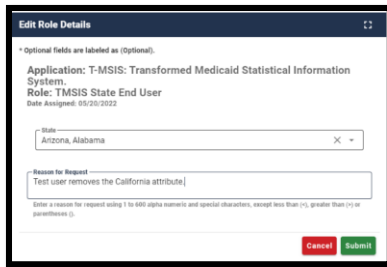 Edit Role Details
* Optional fields are labeled as (Optional).
Application: T-MSIS: Transformed Medicaid Statistical Information
System.
Role: TMSIS State End User
Date Assigned: 05/20/2022
State
Arizona, Alabama
Reason for Request
Test user removes the California attribute.
Enter a reason for request using 1 to 600 alpha numeric and special characters, except less than (<), greater than (>) or
parentheses ().
Cancel Submit